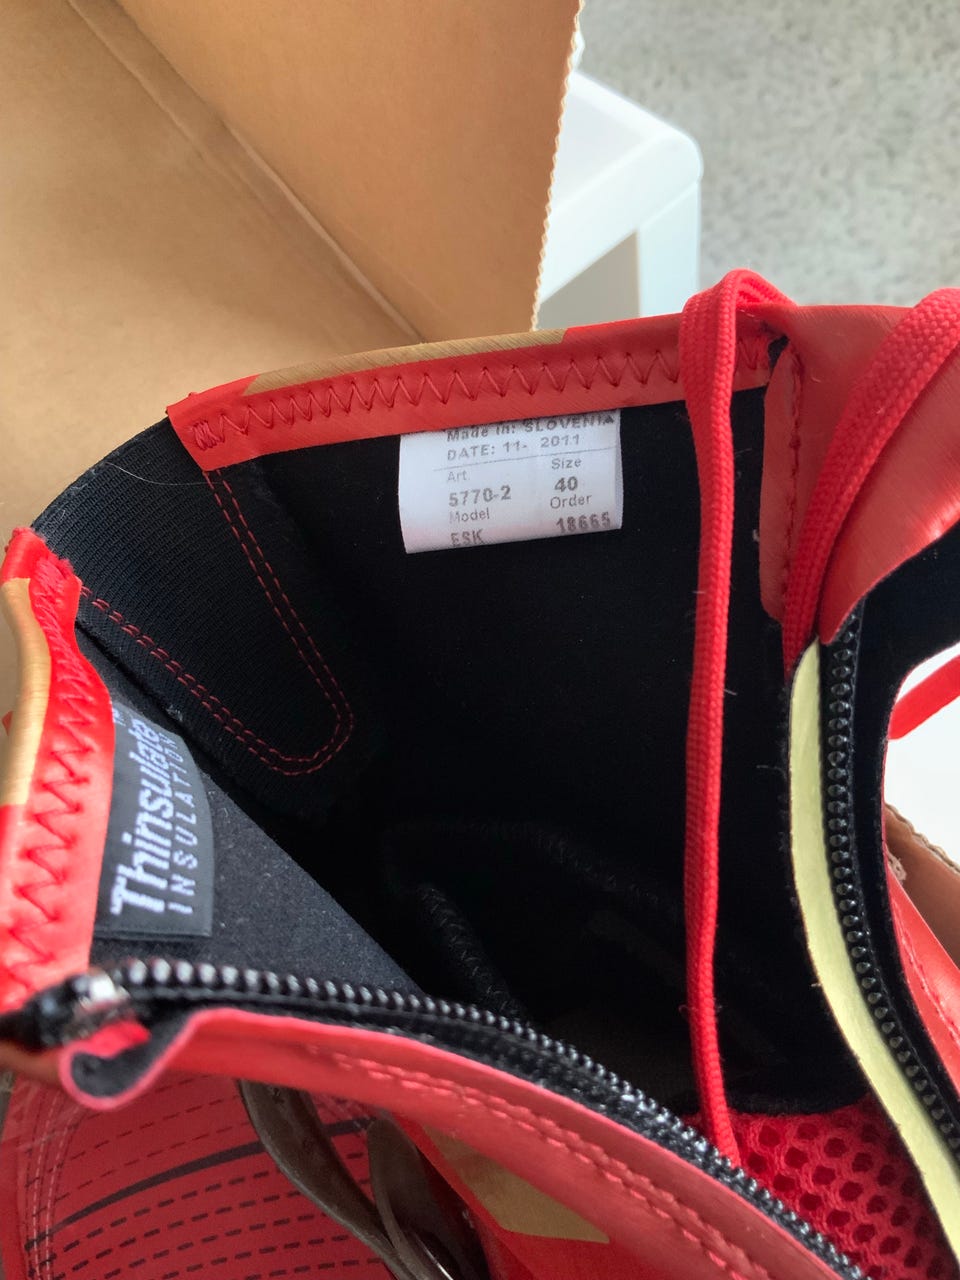 Made in: SLOVENIA
DATE: 11- 2011
Art. Size
5770-2 40
Model Order
ESK 18665
Thinsulate
INSULATION